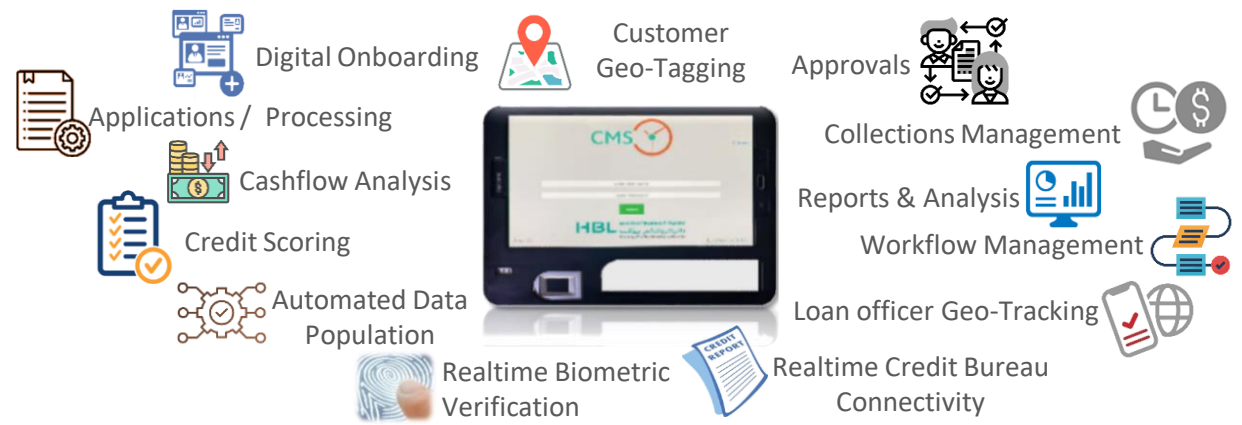 Digital Onboarding
Customer
Geo-Tagging
Approvals
Applications / Processing
Collections Management
CMS
Cashflow Analysis
Reports & Analysis
Credit Scoring
HBL
Workflow Management
Automated Data
Population
Loan officer Geo-Tracking
CREDIT
REPORT
Realtime Biometric
Verification
Realtime Credit Bureau
Connectivity